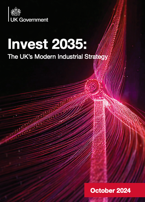 UK Government
Invest 2035:
The UK's Modern Industrial Strategy
October 2024